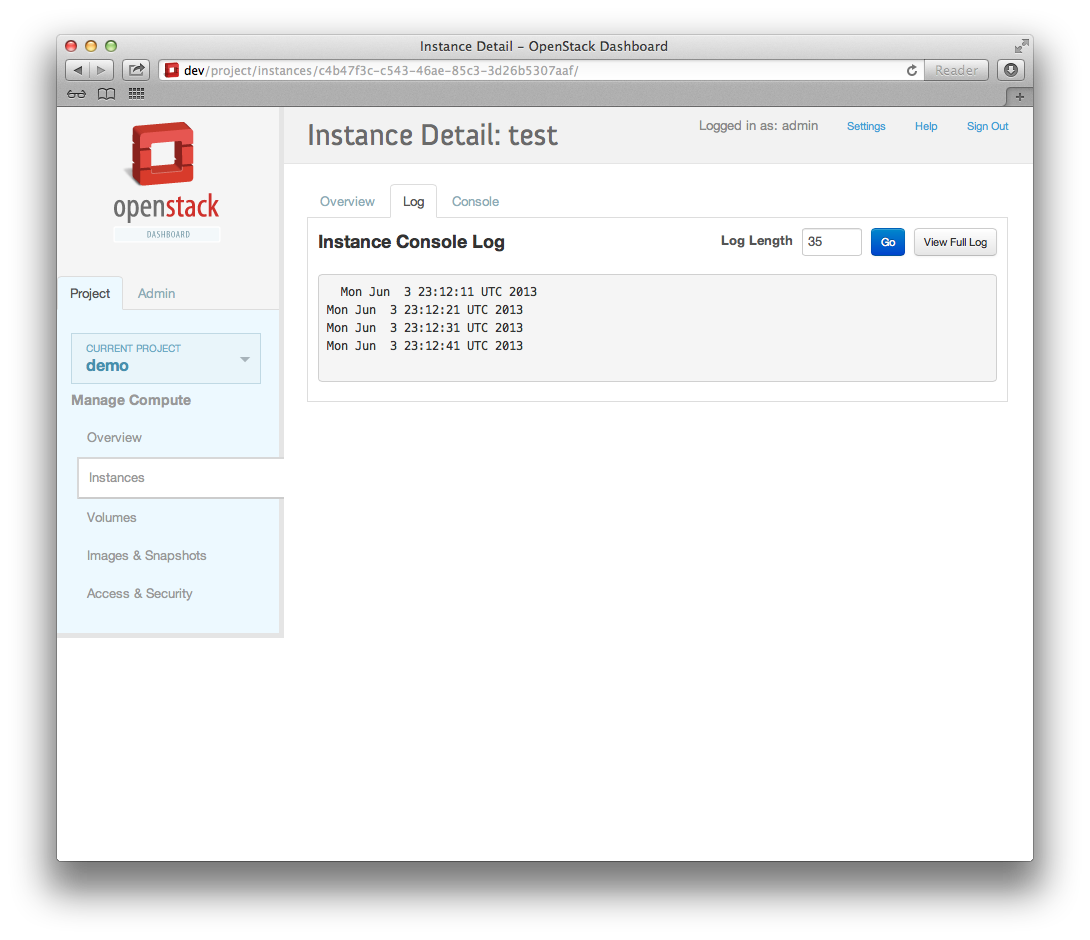 Instance Detail – OpenStack Dashboard
dev/project/instances/c4b47f3c-c543-46ae-85c3-3d26b5307aaf/
Reader
openstack
DASHBOARD
Project Admin
CURRENT PROJECT
demo
Manage Compute
Overview
Instances
Volumes
Images & Snapshots
Access & Security
Instance Detail: test
Logged in as: admin Settings Help Sign Out
Overview Log Console
Instance Console Log
Log Length 35 Go View Full Log
Mon Jun  3 23:12:11 UTC 2013
Mon Jun  3 23:12:21 UTC 2013
Mon Jun  3 23:12:31 UTC 2013
Mon Jun  3 23:12:41 UTC 2013